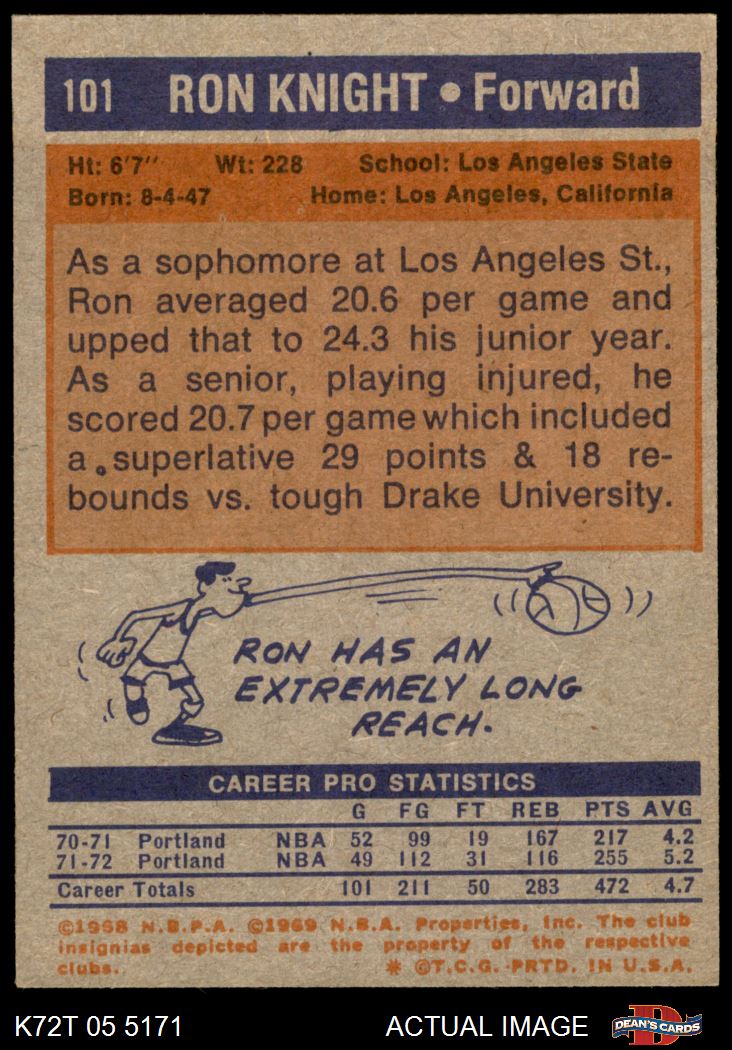 101 RON KNIGHT • Forward
Ht: 6'7'' Wt: 228 School: Los Angeles State
Born: 8-4-47 Home: Los Angeles, California
As a sophomore at Los Angeles St.,
Ron averaged 20.6 per game and
upped that to 24.3 his junior year.
As a senior, playing injured, he
scored 20.7 per game which included
a superlative 29 points & 18 re-
bounds vs. tough Drake University.
RON HAS AN
EXTREMELY LONG
REACH.
CAREER PRO STATISTICS
G FG FT REB PTS AVG
70-71 Portland NBA 52 99 19 167 217 4.2
71-72 Portland NBA 49 112 31 116 255 5.2
Career Totals 101 211 50 283 472 4.7
©1968 N.B.P.A. ©1969 N.B.A. Properties, Inc. The club
insignias depicted are the property of the respective
clubs. * ©T.C.G. PRTD. IN U.S.A.
K72T 05 5171 ACTUAL IMAGE D DEAN'S CARDS